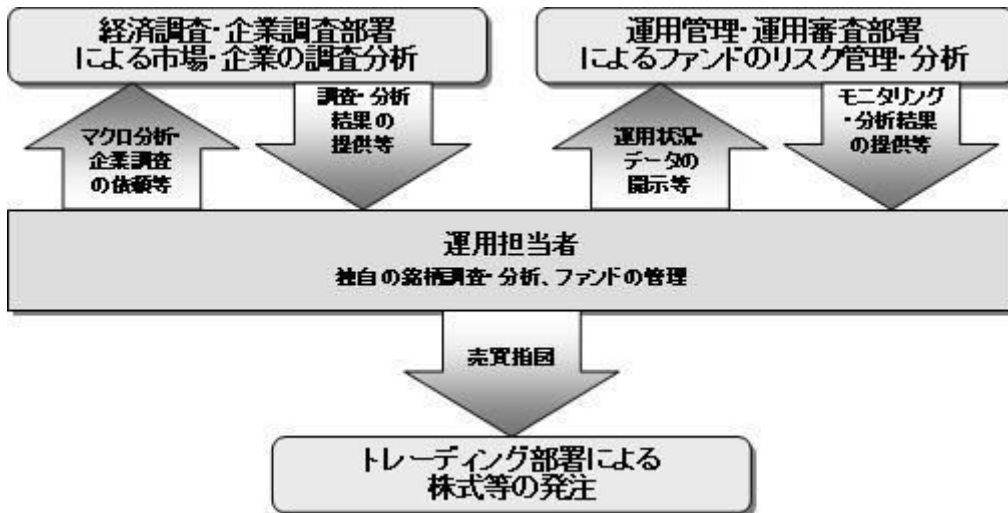 経済調査・企業調査部署
による市場・企業の調査分析
運用管理・運用審査部署
によるファンドのリスク管理・分析
マクロ分析・
企業調査
の依頼等
調査・分析
結果の
提供等
運用状況・
データの
開示等
モニタリング
・分析結果
の提供等
運用担当者
独自の銘柄調査・分析、ファンドの管理
売買指図
トレーディング部署による
株式等の発注